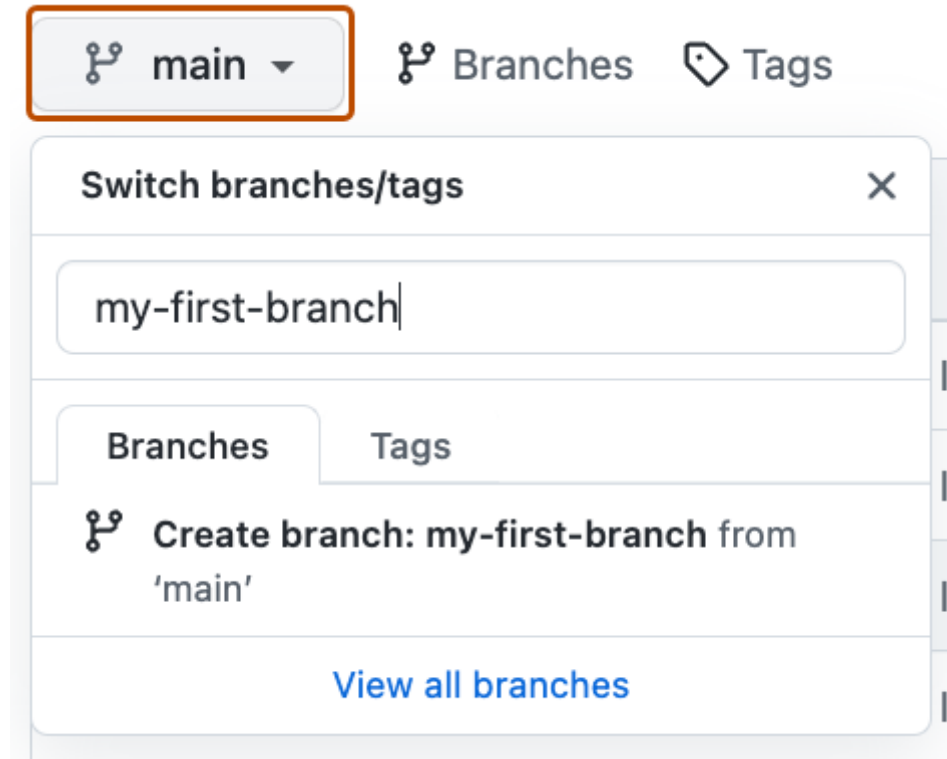 main Branches Tags
Switch branches/tags
my-first-branch
Branches Tags
Create branch: my-first-branch from
‘main’
View all branches